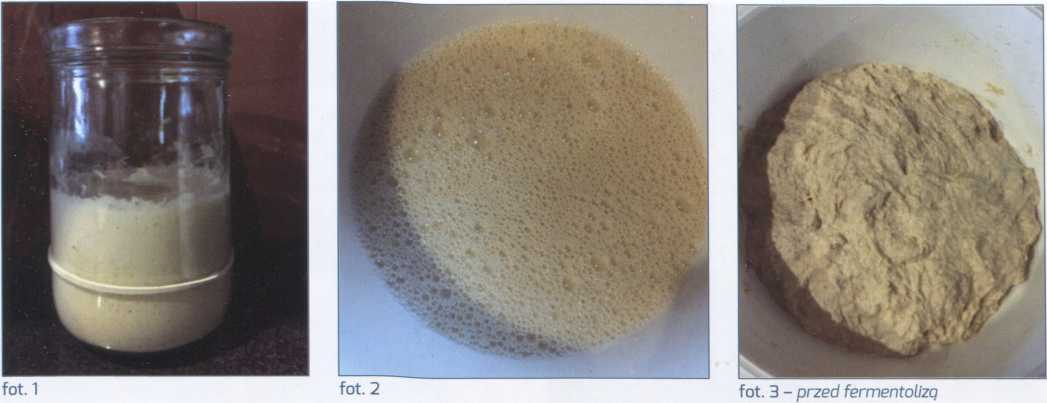 fot. 1
fot. 2
fot. 3 – przed fermentolizą